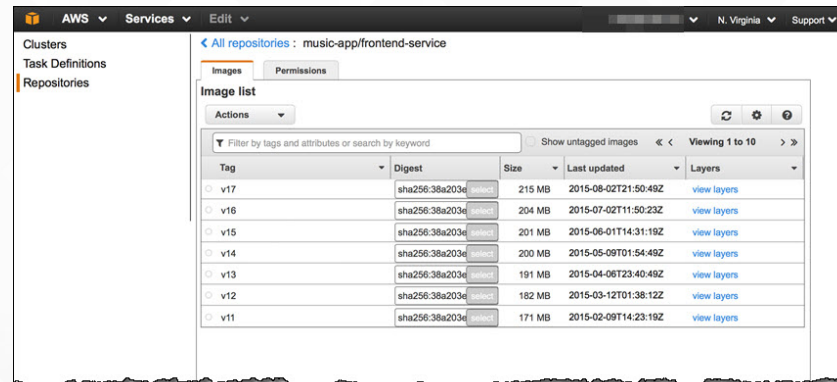 AWS Services Edit N. Virginia Support
Clusters
Task Definitions
Repositories
All repositories : music-app/frontend-service
Images Permissions
Image list
Actions
Filter by tags and attributes or search by keyword Show untagged images Viewing 1 to 10
Tag Digest Size Last updated Layers
v17 sha256:38a203e select 215 MB 2015-08-02T21:50:49Z view layers
v16 sha256:38a203e select 204 MB 2015-07-02T11:50:23Z view layers
v15 sha256:38a203e select 201 MB 2015-06-01T14:31:19Z view layers
v14 sha256:38a203e select 200 MB 2015-05-09T01:54:49Z view layers
v13 sha256:38a203e select 191 MB 2015-04-06T23:40:49Z view layers
v12 sha256:38a203e select 182 MB 2015-03-12T01:38:12Z view layers
v11 sha256:38a203e select 171 MB 2015-02-09T14:23:19Z view layers